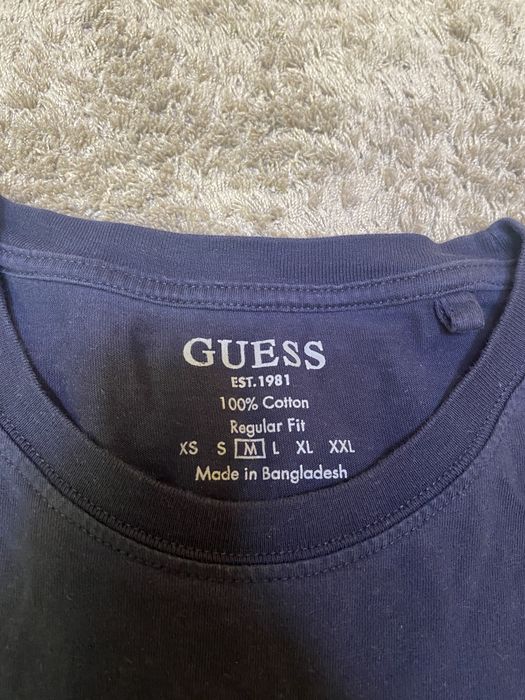 GUESS
EST.1981
100% Cotton
Regular Fit
XS S M L XL XXL
Made in Bangladesh